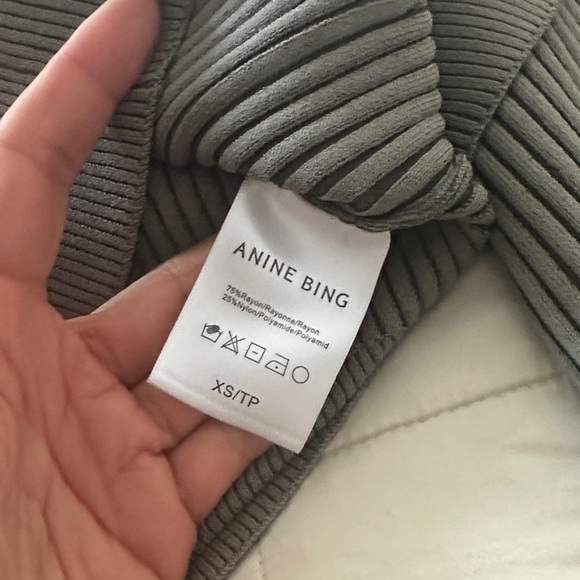 ANINE BING
75%Rayon/Rayonne/Rayon
25%Nylon/Polyamide/Polyamid
XS/TP